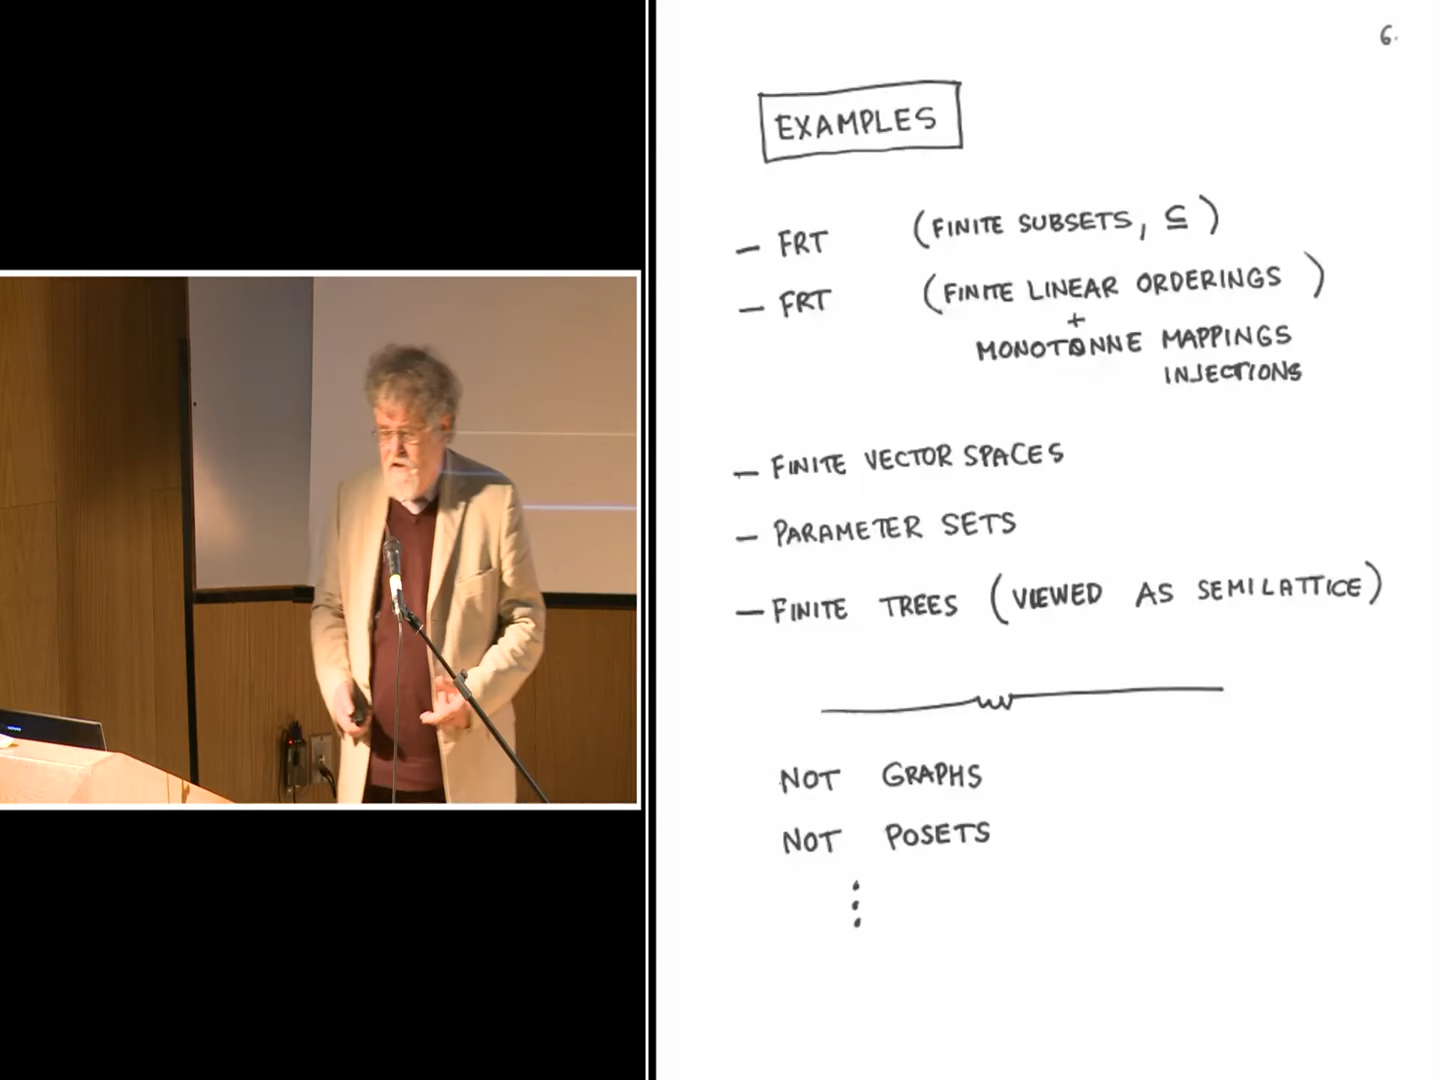 6.
EXAMPLES
— FRT (FINITE SUBSETS, ⊆)
— FRT (FINITE LINEAR ORDERINGS)
+
MONOTONNE MAPPINGS
INJECTIONS
— FINITE VECTOR SPACES
— PARAMETER SETS
— FINITE TREES (VIEWED AS SEMILATTICE)
NOT GRAPHS
NOT POSETS
⋮